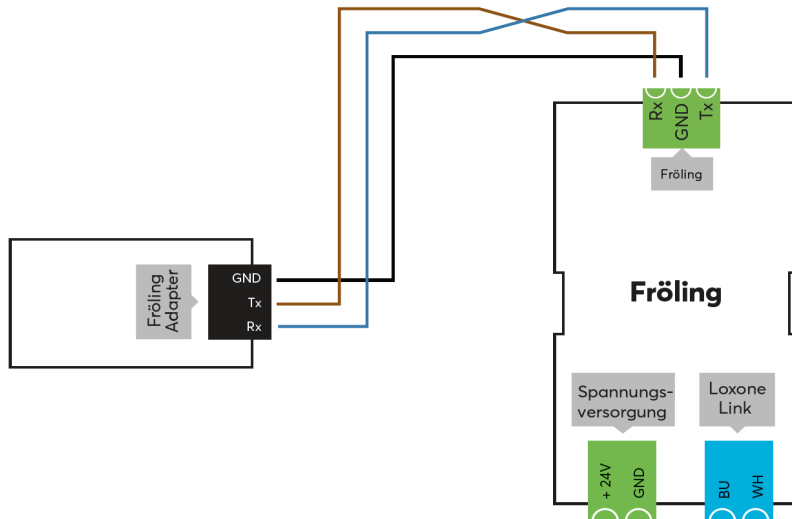 Rx
GND
Tx
Fröling
Fröling
Adapter
GND
Tx
Rx
Fröling
Spannungs-
versorgung
Loxone
Link
+ 24V
GND
BU
WH